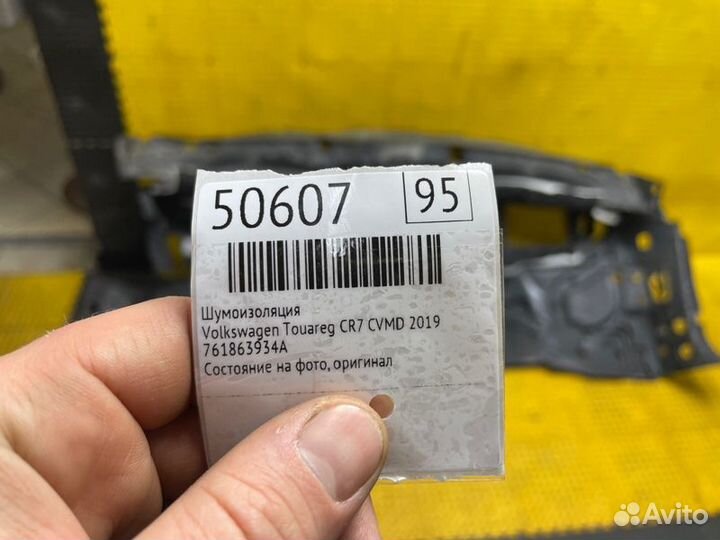 50607 95
Шумоизоляция
Volkswagen Touareg CR7 CVMD 2019
761863934A
Состояние на фото, оригинал
Avito